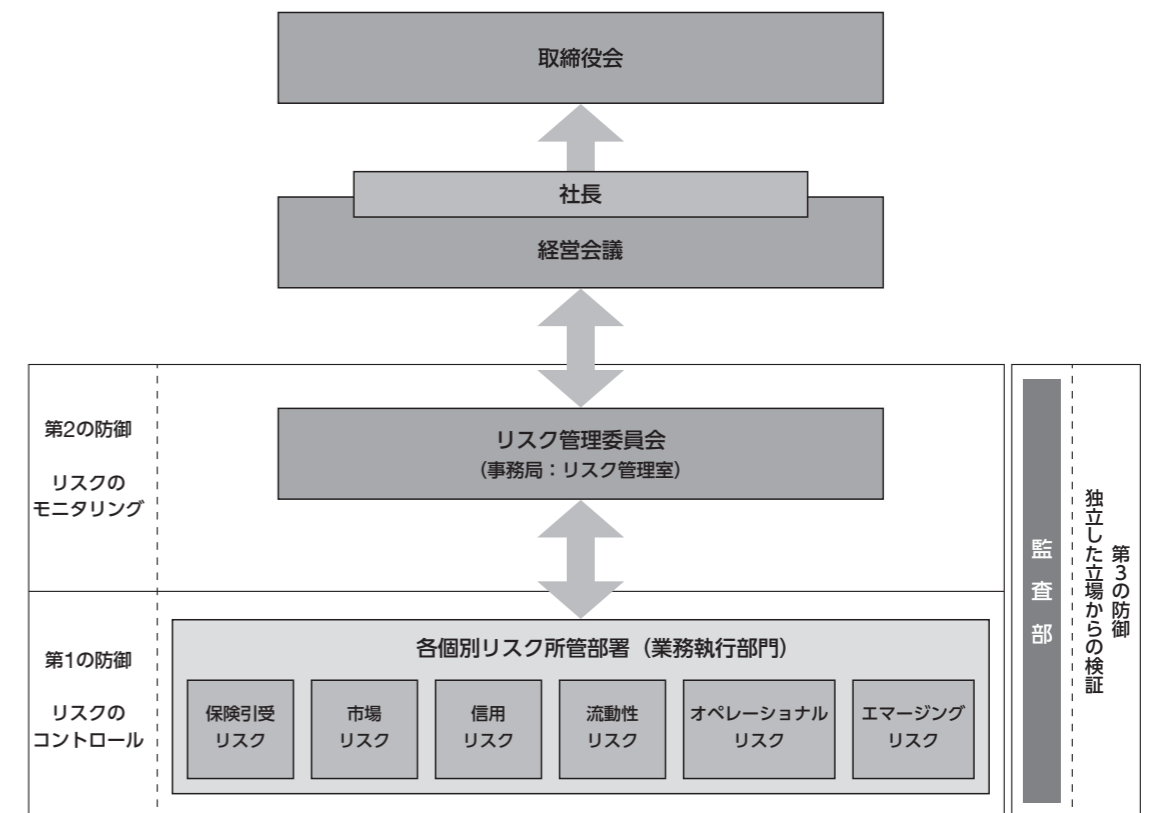 取締役会
社長
経営会議
第2の防御
リスクの
モニタリング
リスク管理委員会
（事務局：リスク管理室）
第1の防御
リスクの
コントロール
各個別リスク所管部署（業務執行部門）
保険引受
リスク
市場
リスク
信用
リスク
流動性
リスク
オペレーショナル
リスク
エマージング
リスク
監査部
第3の防御
独立した立場からの検証